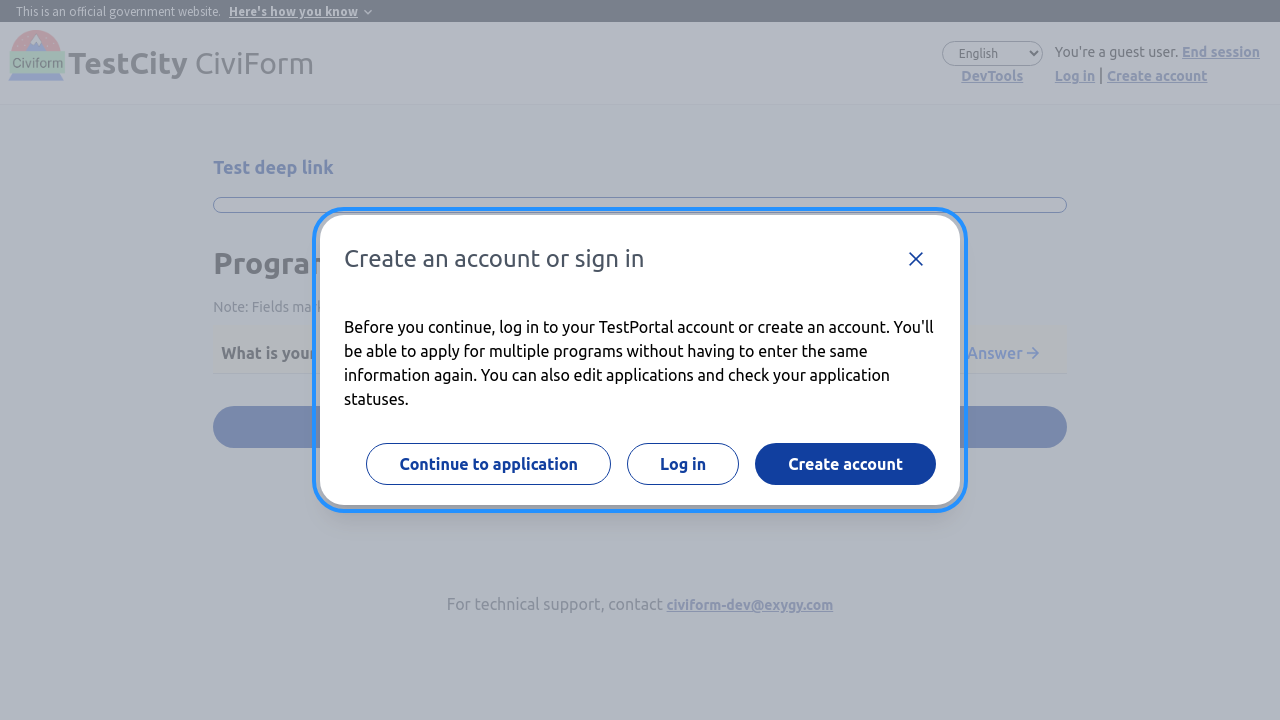 This is an official government website. Here's how you know
Civiform
TestCity CiviForm
English
You're a guest user. End session
DevTools
Log in | Create account
Test deep link
Note: Fields
What is your
Answer
Create an account or sign in
Before you continue, log in to your TestPortal account or create an account. You'll
be able to apply for multiple programs without having to enter the same
information again. You can also edit applications and check your application
statuses.
Continue to application
Log in
Create account
For technical support, contact civiform-dev@exygy.com